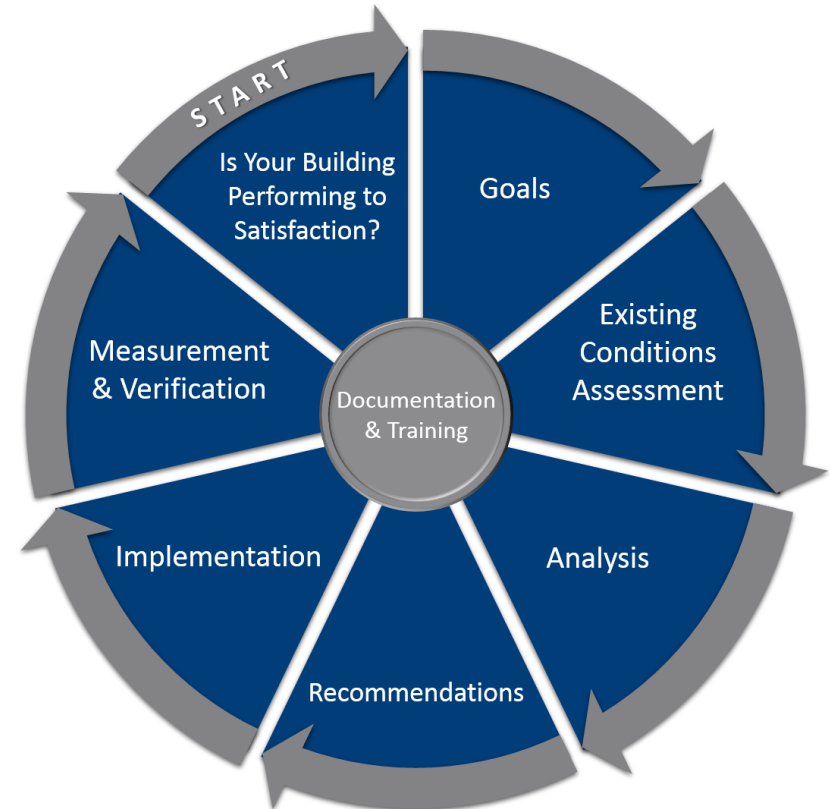 START
Is Your Building
Performing to
Satisfaction?
Goals
Existing
Conditions
Assessment
Analysis
Recommendations
Implementation
Measurement
& Verification
Documentation
& Training